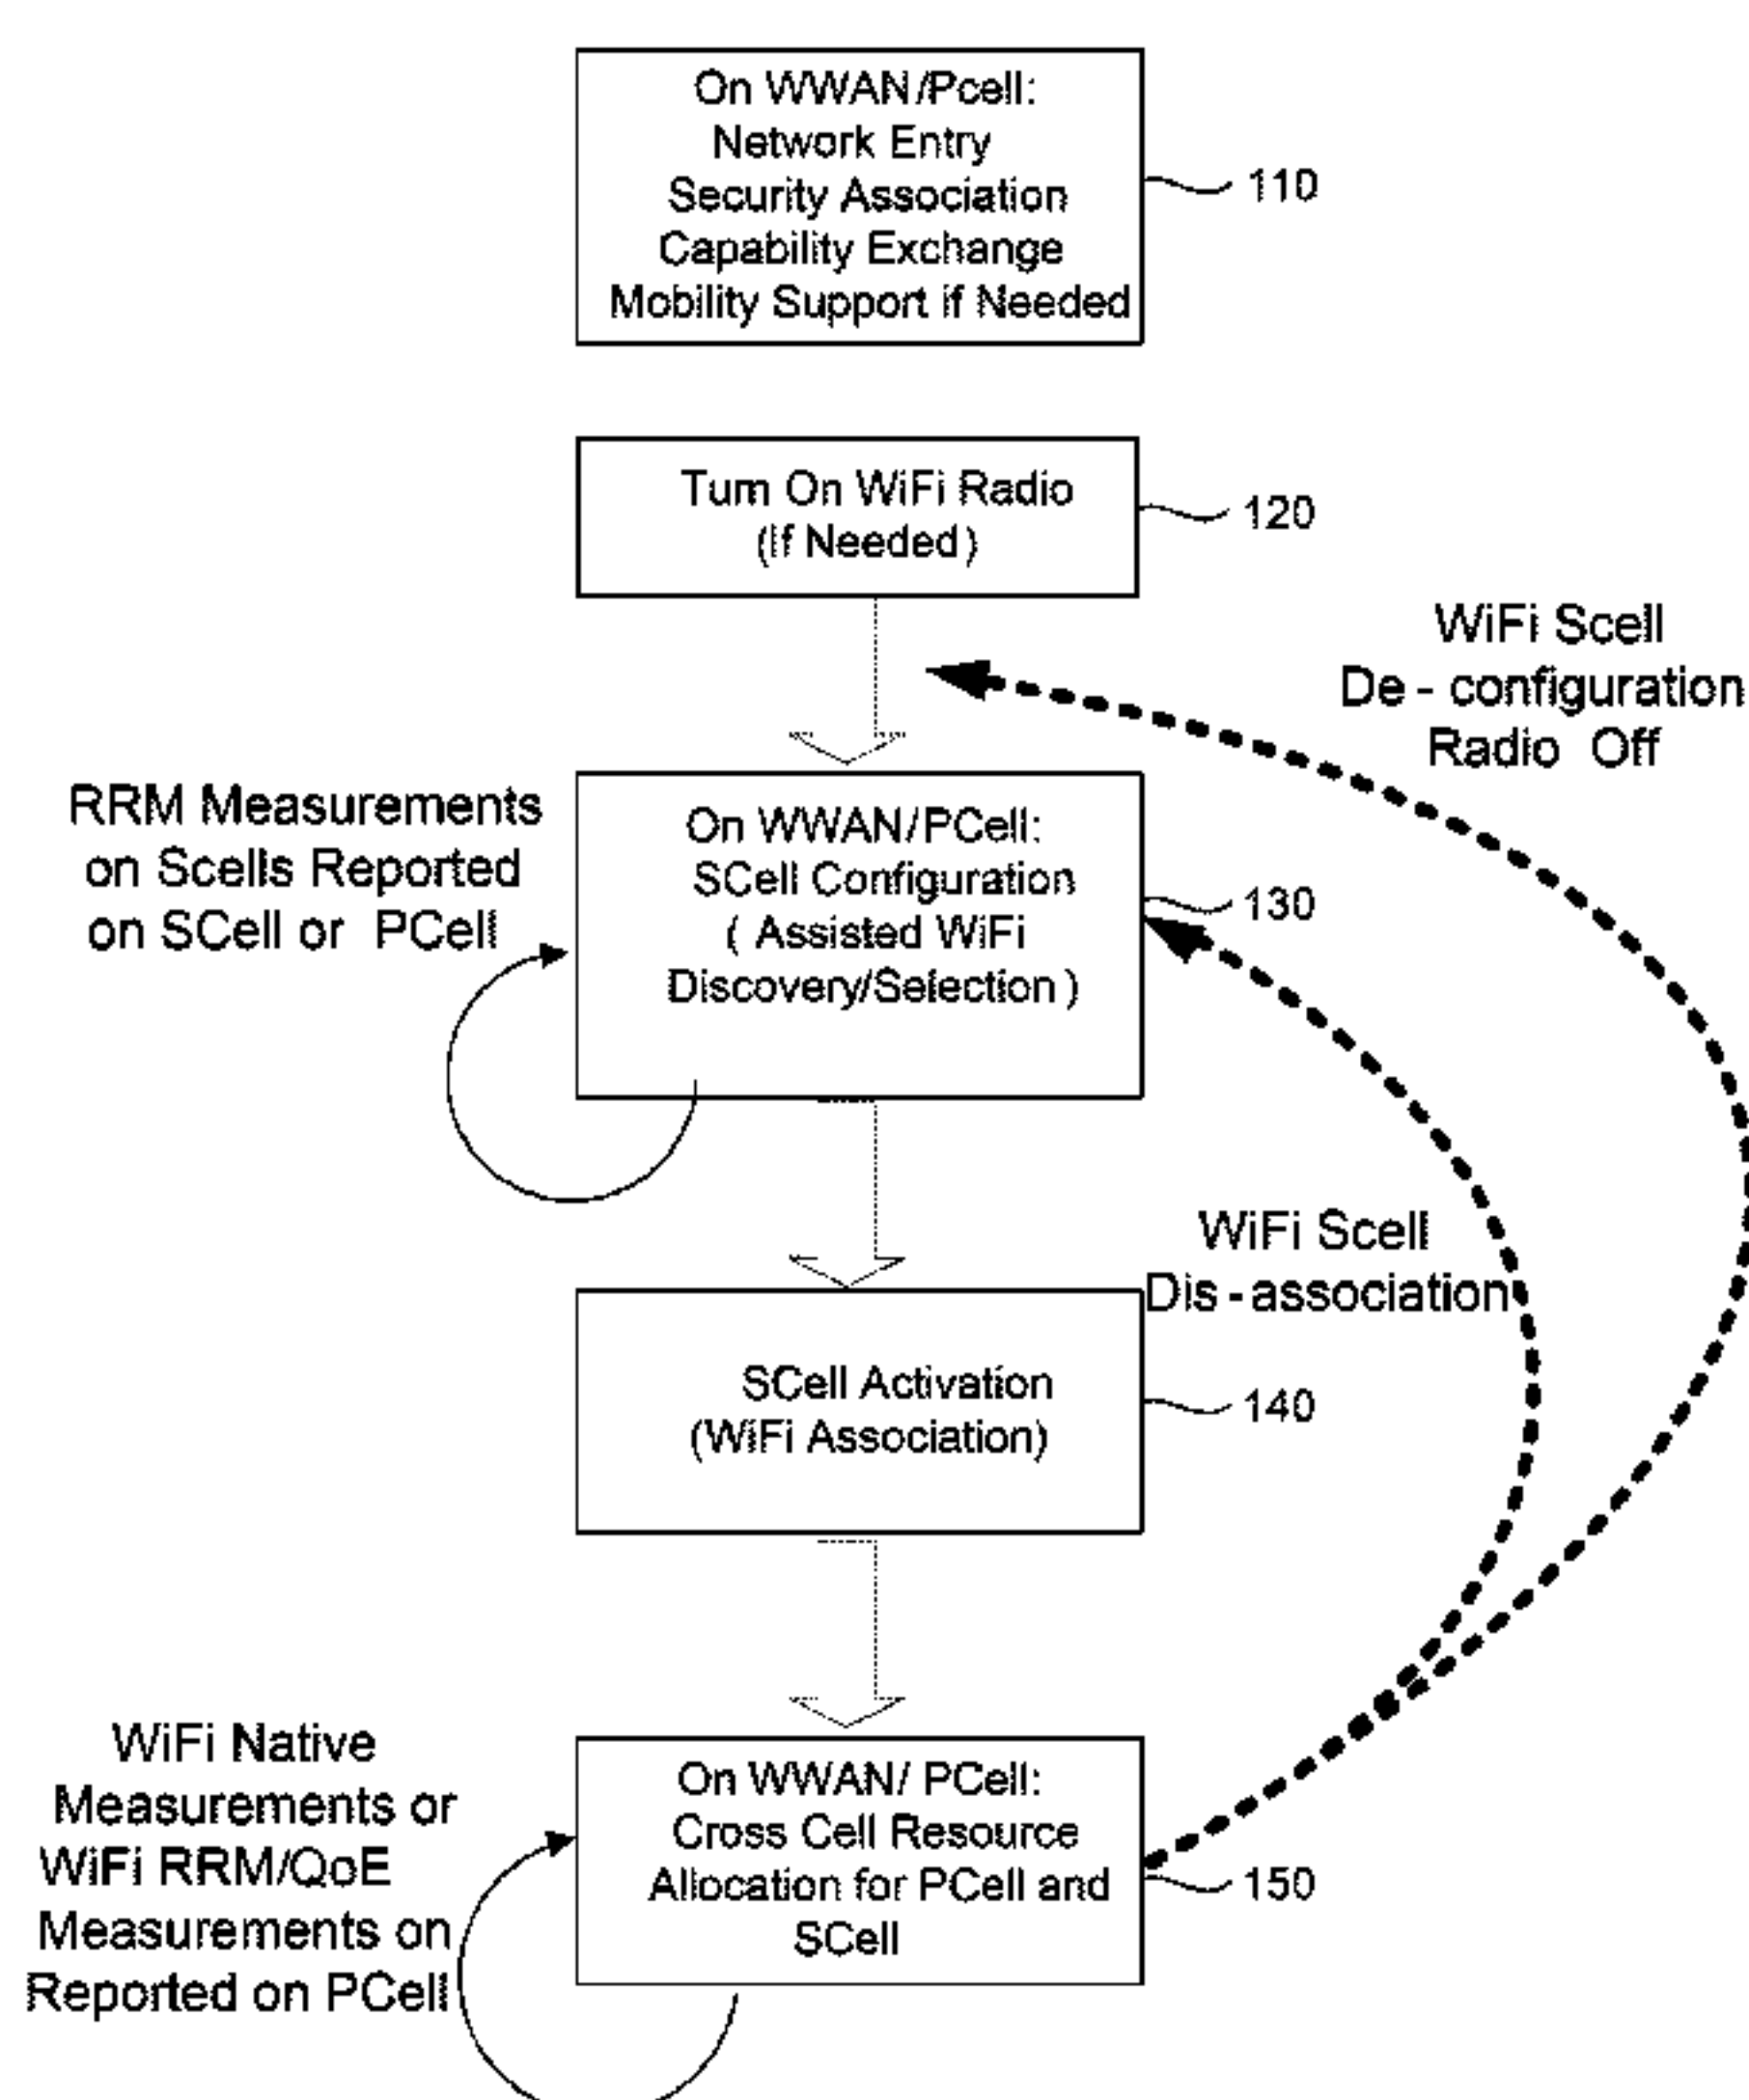 On WWAN/Pcell:
Network Entry
Security Association
Capability Exchange
Mobility Support if Needed
110
Turn On WiFi Radio
(If Needed)
120
WiFi Scell
De - configuration
Radio Off
RRM Measurements
on Scells Reported
on SCell or PCell
On WWAN/PCell:
SCell Configuration
( Assisted WiFi
Discovery/Selection )
130
WiFi Scell
Dis - association
SCell Activation
(WiFi Association)
140
WiFi Native
Measurements or
WiFi RRM/QoE
Measurements on
Reported on PCell
On WWAN/ PCell:
Cross Cell Resource
Allocation for PCell and
SCell
150